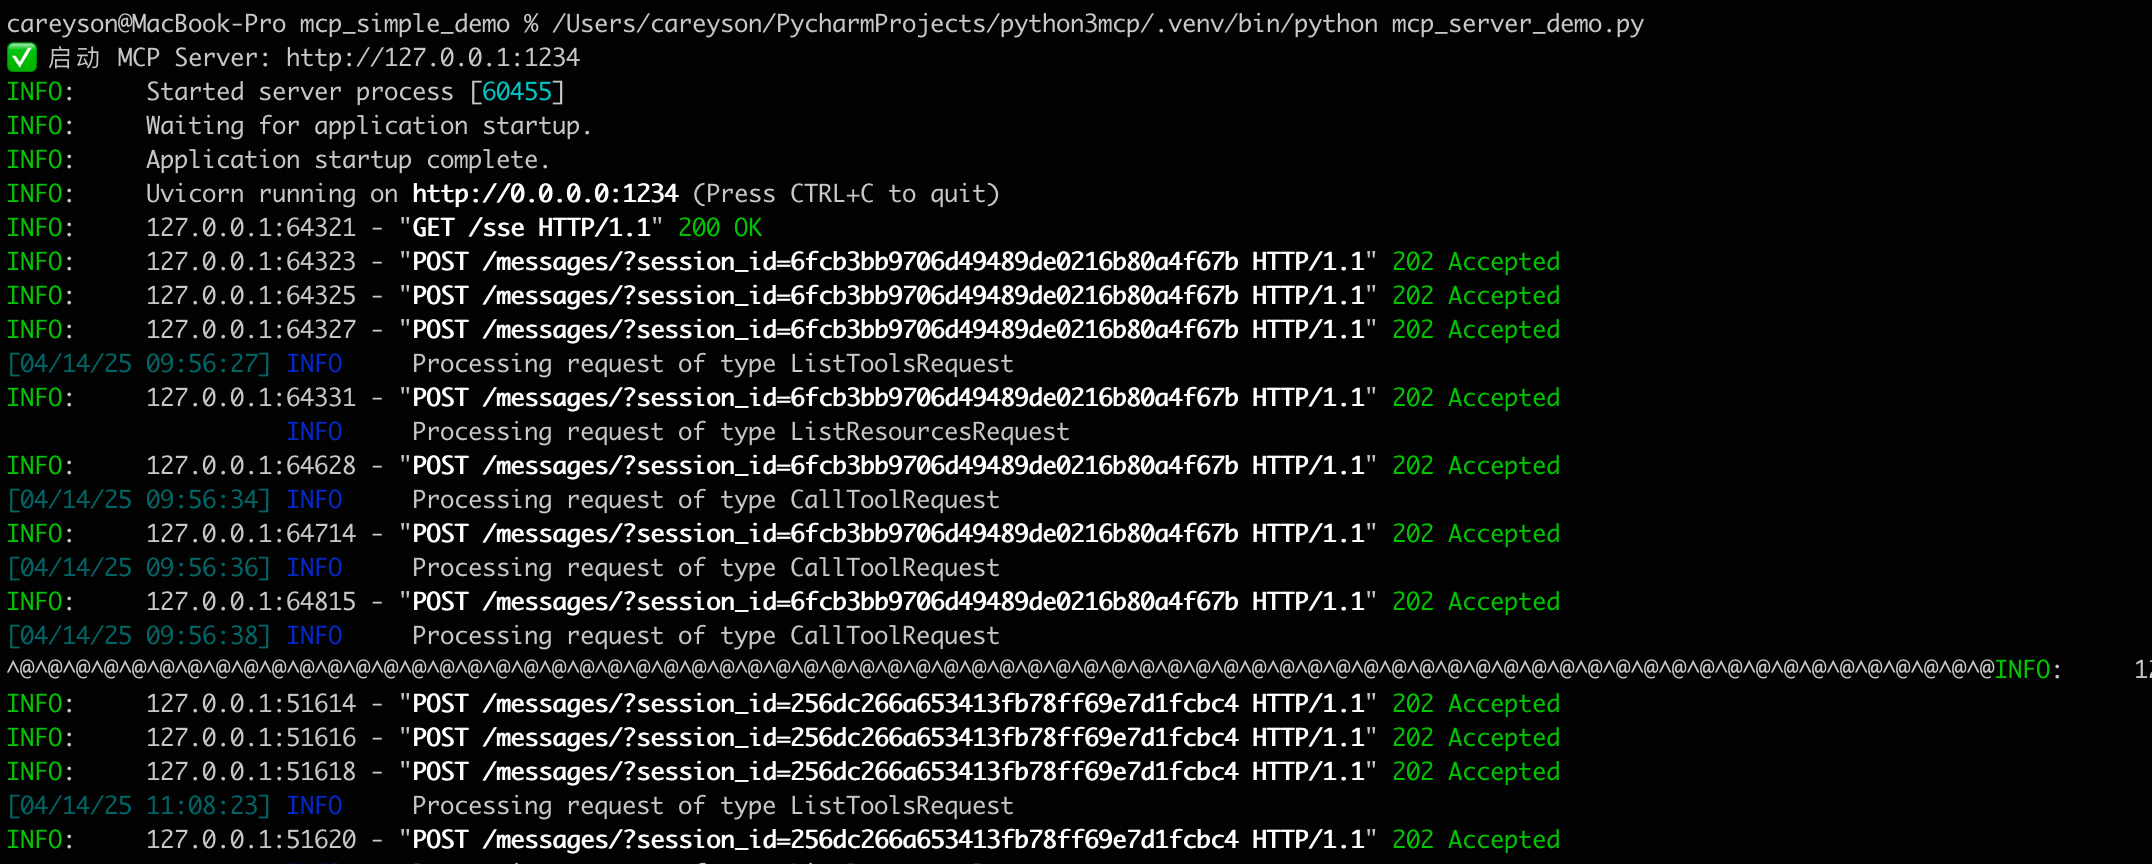 careyson@MacBook-Pro mcp_simple_demo % /Users/careyson/PycharmProjects/python3mcp/.venv/bin/python mcp_server_demo.py
✅ 启动 MCP Server: http://127.0.0.1:1234
INFO:     Started server process [60455]
INFO:     Waiting for application startup.
INFO:     Application startup complete.
INFO:     Uvicorn running on http://0.0.0.0:1234 (Press CTRL+C to quit)
INFO:     127.0.0.1:64321 - "GET /sse HTTP/1.1" 200 OK
INFO:     127.0.0.1:64323 - "POST /messages/?session_id=6fcb3bb9706d49489de0216b80a4f67b HTTP/1.1" 202 Accepted
INFO:     127.0.0.1:64325 - "POST /messages/?session_id=6fcb3bb9706d49489de0216b80a4f67b HTTP/1.1" 202 Accepted
INFO:     127.0.0.1:64327 - "POST /messages/?session_id=6fcb3bb9706d49489de0216b80a4f67b HTTP/1.1" 202 Accepted
[04/14/25 09:56:27] INFO     Processing request of type ListToolsRequest
INFO:     127.0.0.1:64331 - "POST /messages/?session_id=6fcb3bb9706d49489de0216b80a4f67b HTTP/1.1" 202 Accepted
                    INFO     Processing request of type ListResourcesRequest
INFO:     127.0.0.1:64628 - "POST /messages/?session_id=6fcb3bb9706d49489de0216b80a4f67b HTTP/1.1" 202 Accepted
[04/14/25 09:56:34] INFO     Processing request of type CallToolRequest
INFO:     127.0.0.1:64714 - "POST /messages/?session_id=6fcb3bb9706d49489de0216b80a4f67b HTTP/1.1" 202 Accepted
[04/14/25 09:56:36] INFO     Processing request of type CallToolRequest
INFO:     127.0.0.1:64815 - "POST /messages/?session_id=6fcb3bb9706d49489de0216b80a4f67b HTTP/1.1" 202 Accepted
[04/14/25 09:56:38] INFO     Processing request of type CallToolRequest
^@^@^@^@^@^@^@^@^@^@^@^@^@^@^@^@^@^@^@^@^@^@^@^@^@^@^@^@^@^@^@^@^@^@^@^@^@^@^@^@^@^@^@^@^@^@^@^@^@^@^@^@^@^@^@^@^@^@^@^@^@^@^@^@^@^@^@^@^@^@^@INFO:     12
INFO:     127.0.0.1:51614 - "POST /messages/?session_id=256dc266a653413fb78ff69e7d1fcbc4 HTTP/1.1" 202 Accepted
INFO:     127.0.0.1:51616 - "POST /messages/?session_id=256dc266a653413fb78ff69e7d1fcbc4 HTTP/1.1" 202 Accepted
INFO:     127.0.0.1:51618 - "POST /messages/?session_id=256dc266a653413fb78ff69e7d1fcbc4 HTTP/1.1" 202 Accepted
[04/14/25 11:08:23] INFO     Processing request of type ListToolsRequest
INFO:     127.0.0.1:51620 - "POST /messages/?session_id=256dc266a653413fb78ff69e7d1fcbc4 HTTP/1.1" 202 Accepted